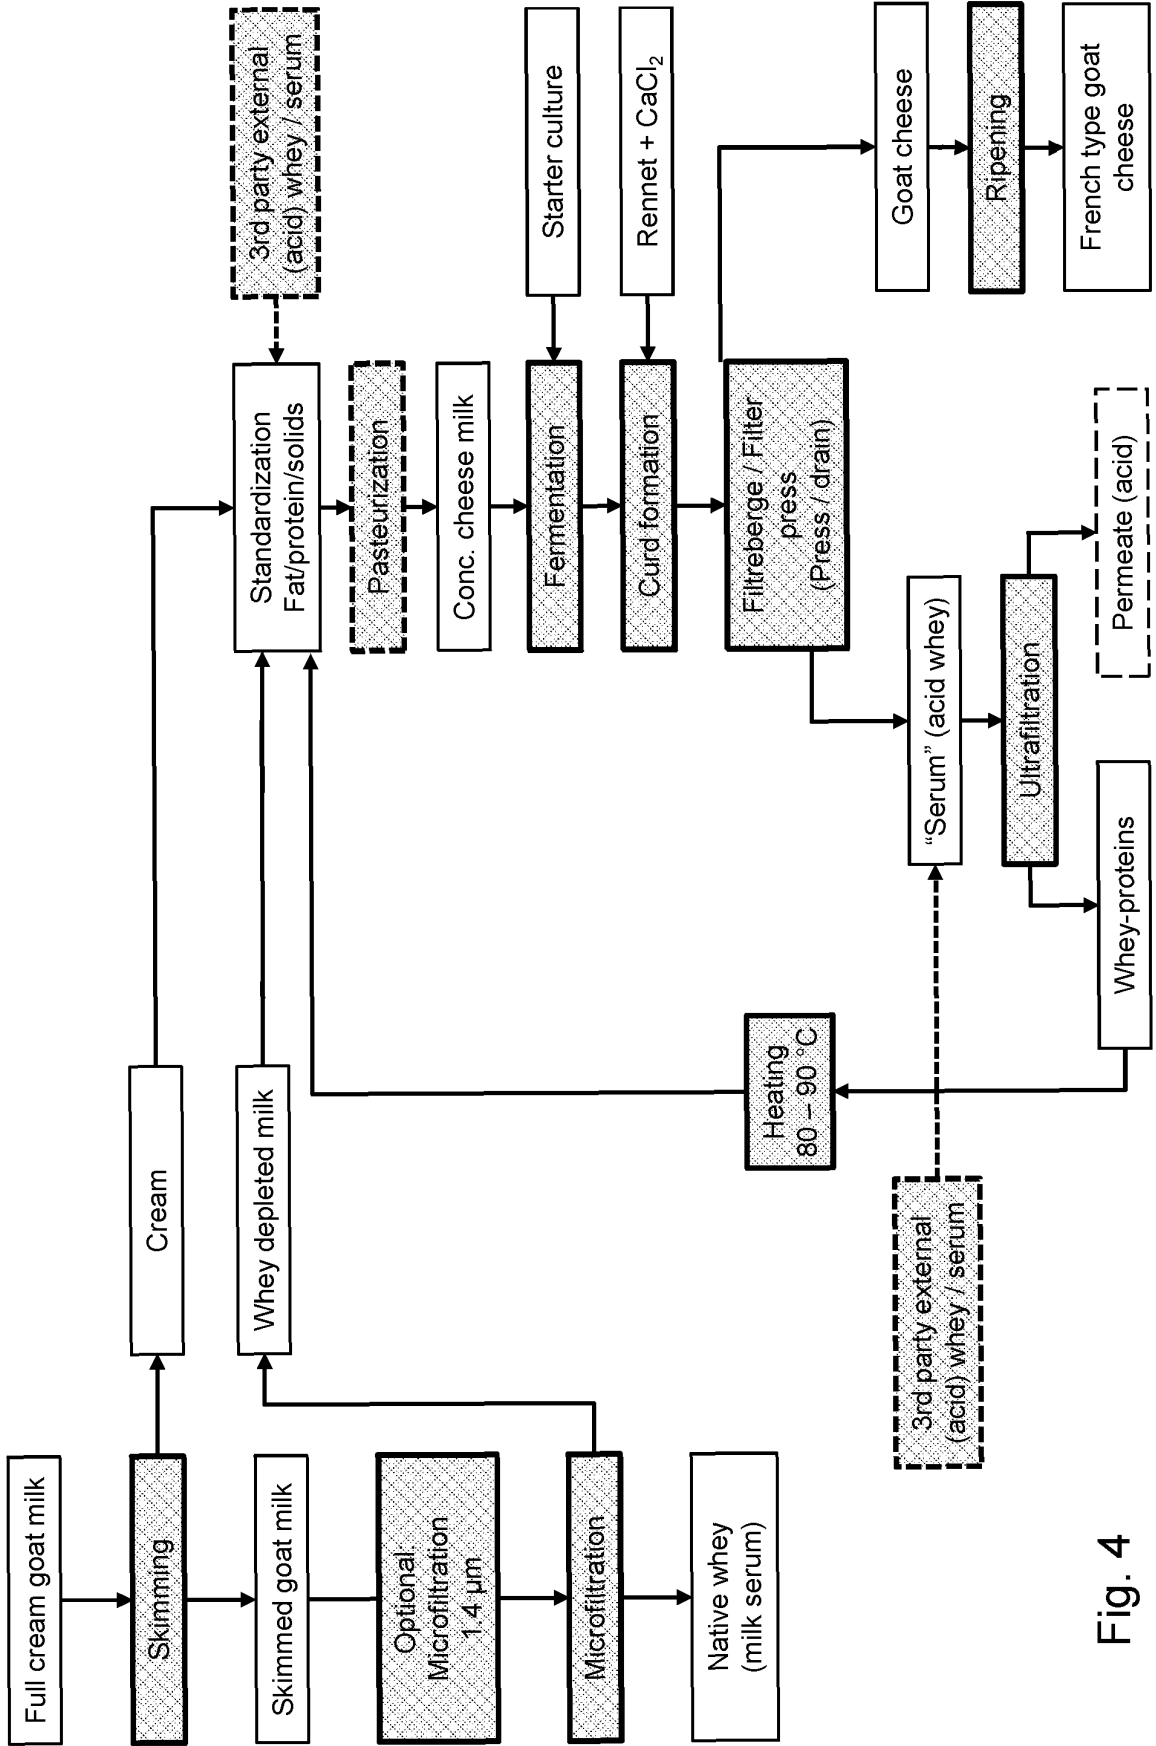 Full cream goat milk
Skimming
Skimmed goat milk
Optional:
Microfiltration
1.4 µm
Microfiltration
Native whey
(milk serum)
Cream
Whey depleted milk
3rd party external
(acid) whey / serum
Heating
80 – 90 °C
3rd party external
(acid) whey / serum
Standardization
Fat/protein/solids
Pasteurization
Conc. cheese milk
Fermentation
Curd formation
Filtreberge / Filter
press
(Press / drain)
Starter culture
Rennet + CaCl₂
“Serum” (acid whey)
Ultrafiltration
Whey-proteins
Permeate (acid)
Goat cheese
Ripening
French type goat
cheese
Fig. 4